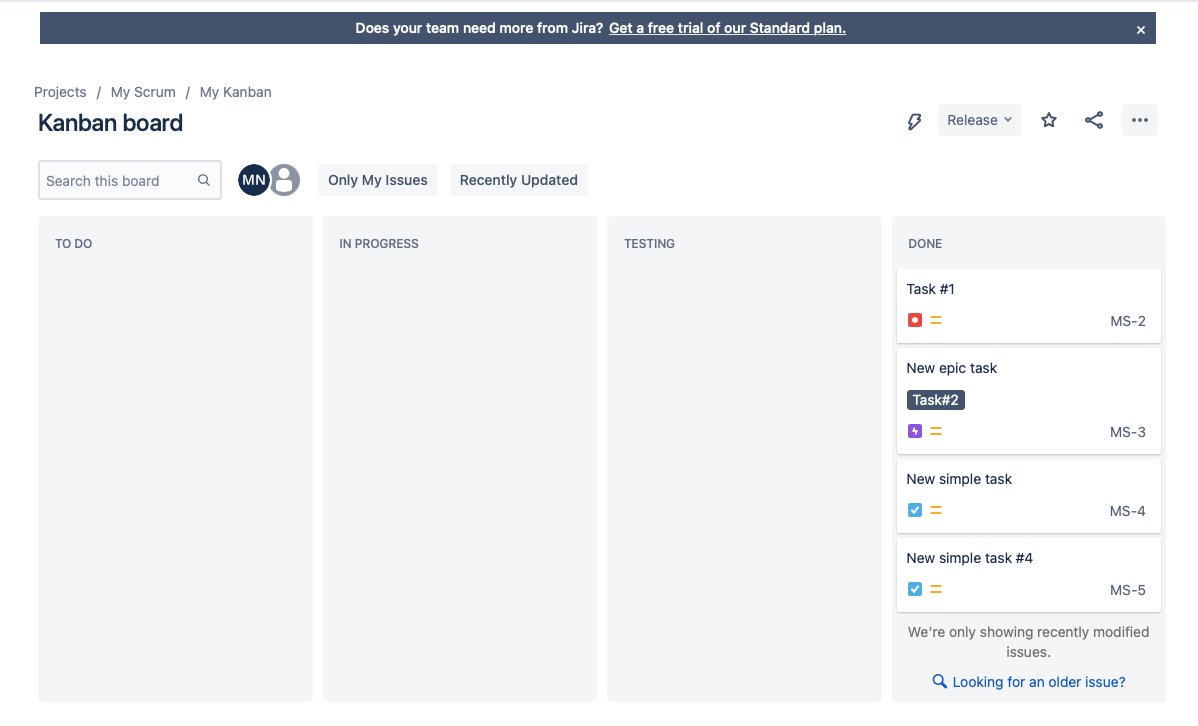 Does your team need more from Jira? Get a free trial of our Standard plan.
Projects / My Scrum / My Kanban
Kanban board
Release
Search this board
MN
Only My Issues
Recently Updated
TO DO
IN PROGRESS
TESTING
DONE
Task #1
MS-2
New epic task
Task#2
MS-3
New simple task
MS-4
New simple task #4
MS-5
We're only showing recently modified
issues.
Looking for an older issue?